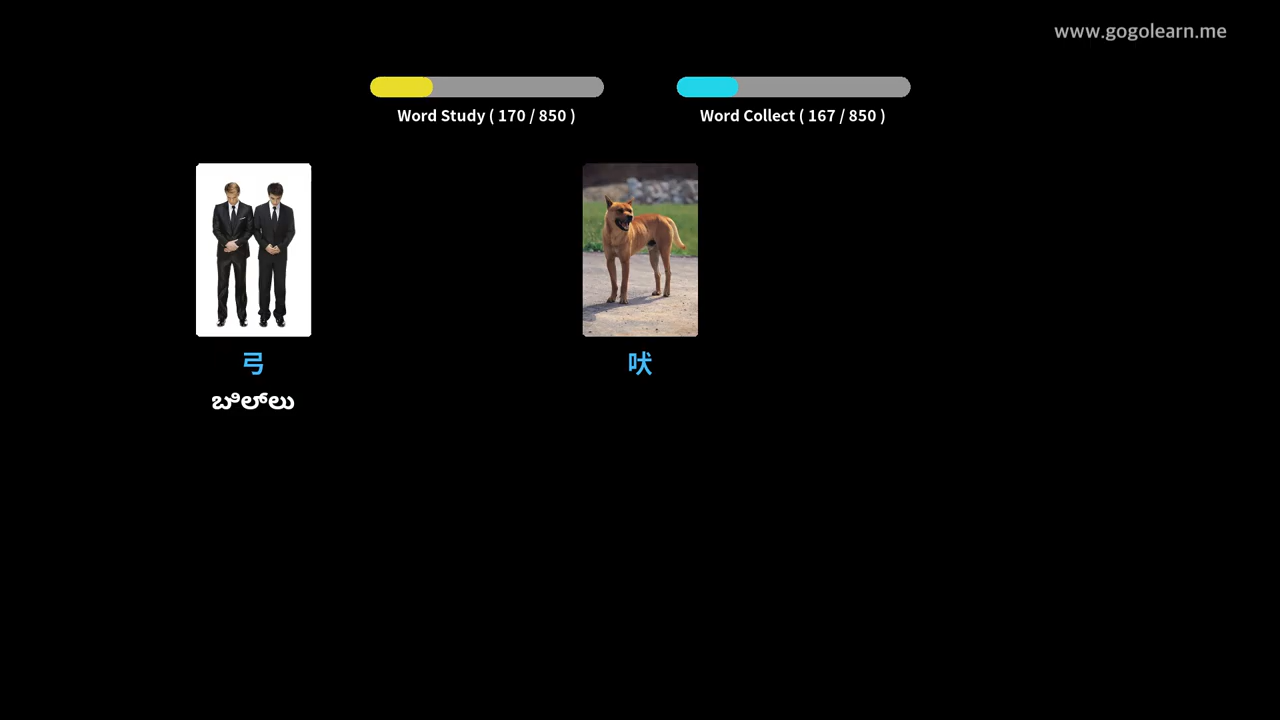 www.gogolearn.me
Word Study ( 170 / 850 )
Word Collect ( 167 / 850 )
弓
吠
ಬಿಲ್ಲು